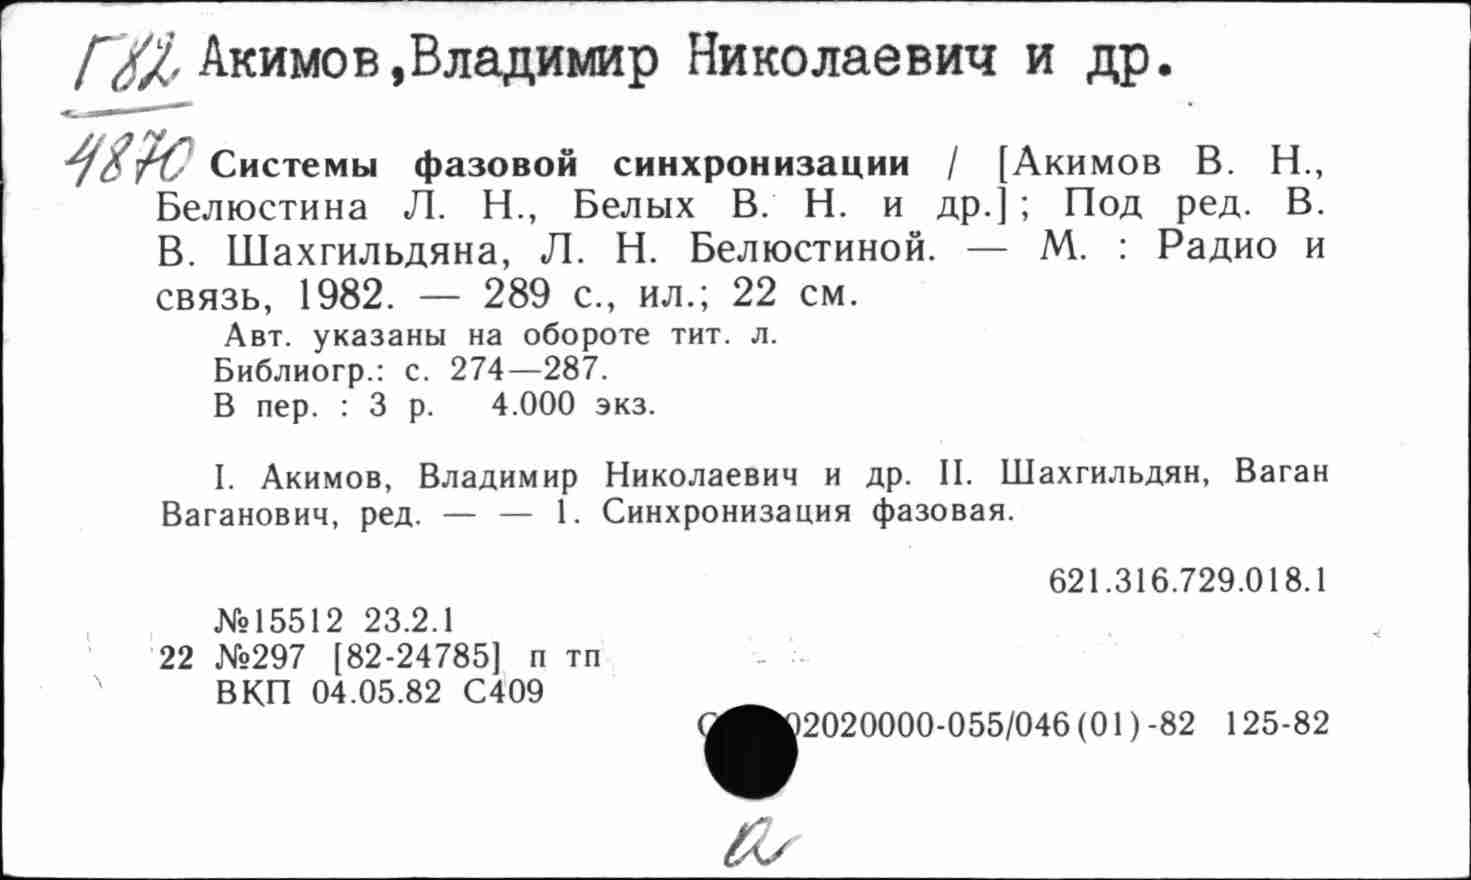 Г82 Акимов,Владимир Николаевич и др.
4870 Системы фазовой синхронизации / [Акимов В. Н.,
Белюстина Л. Н., Белых В. Н. и др.] ; Под ред. В.
В. Шахгильдяна, Л. Н. Белюстиной. — М. : Радио и
связь, 1982. — 289 с., ил.; 22 см.
Авт. указаны на обороте тит. л.
Библиогр.: с. 274—287.
В пер. : 3 р. 4.000 экз.
I. Акимов, Владимир Николаевич и др. II. Шахгильдян, Ваган
Ваганович, ред. — — 1. Синхронизация фазовая.
621.316.729.018.1
№15512 23.2.1
22 №297 [82-24785] п тп
ВКП 04.05.82 С409
02020000-055/046(01)-82 125-82
а